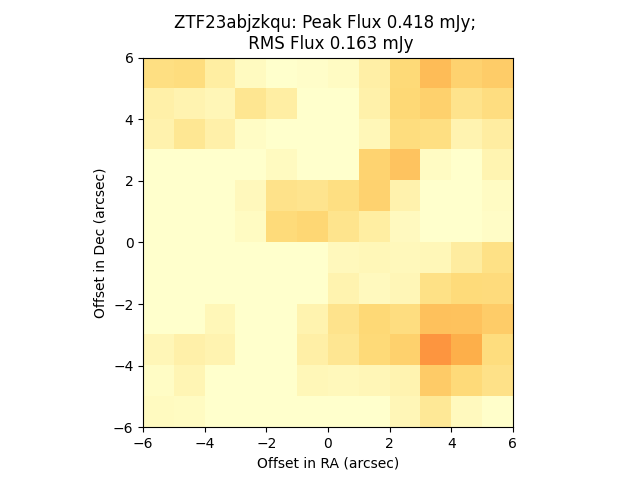 ZTF23abjzkqu: Peak Flux 0.418 mJy;
RMS Flux 0.163 mJy
6
4
2
0
−2
−4
−6
Offset in Dec (arcsec)
−6 −4 −2 0 2 4 6
Offset in RA (arcsec)